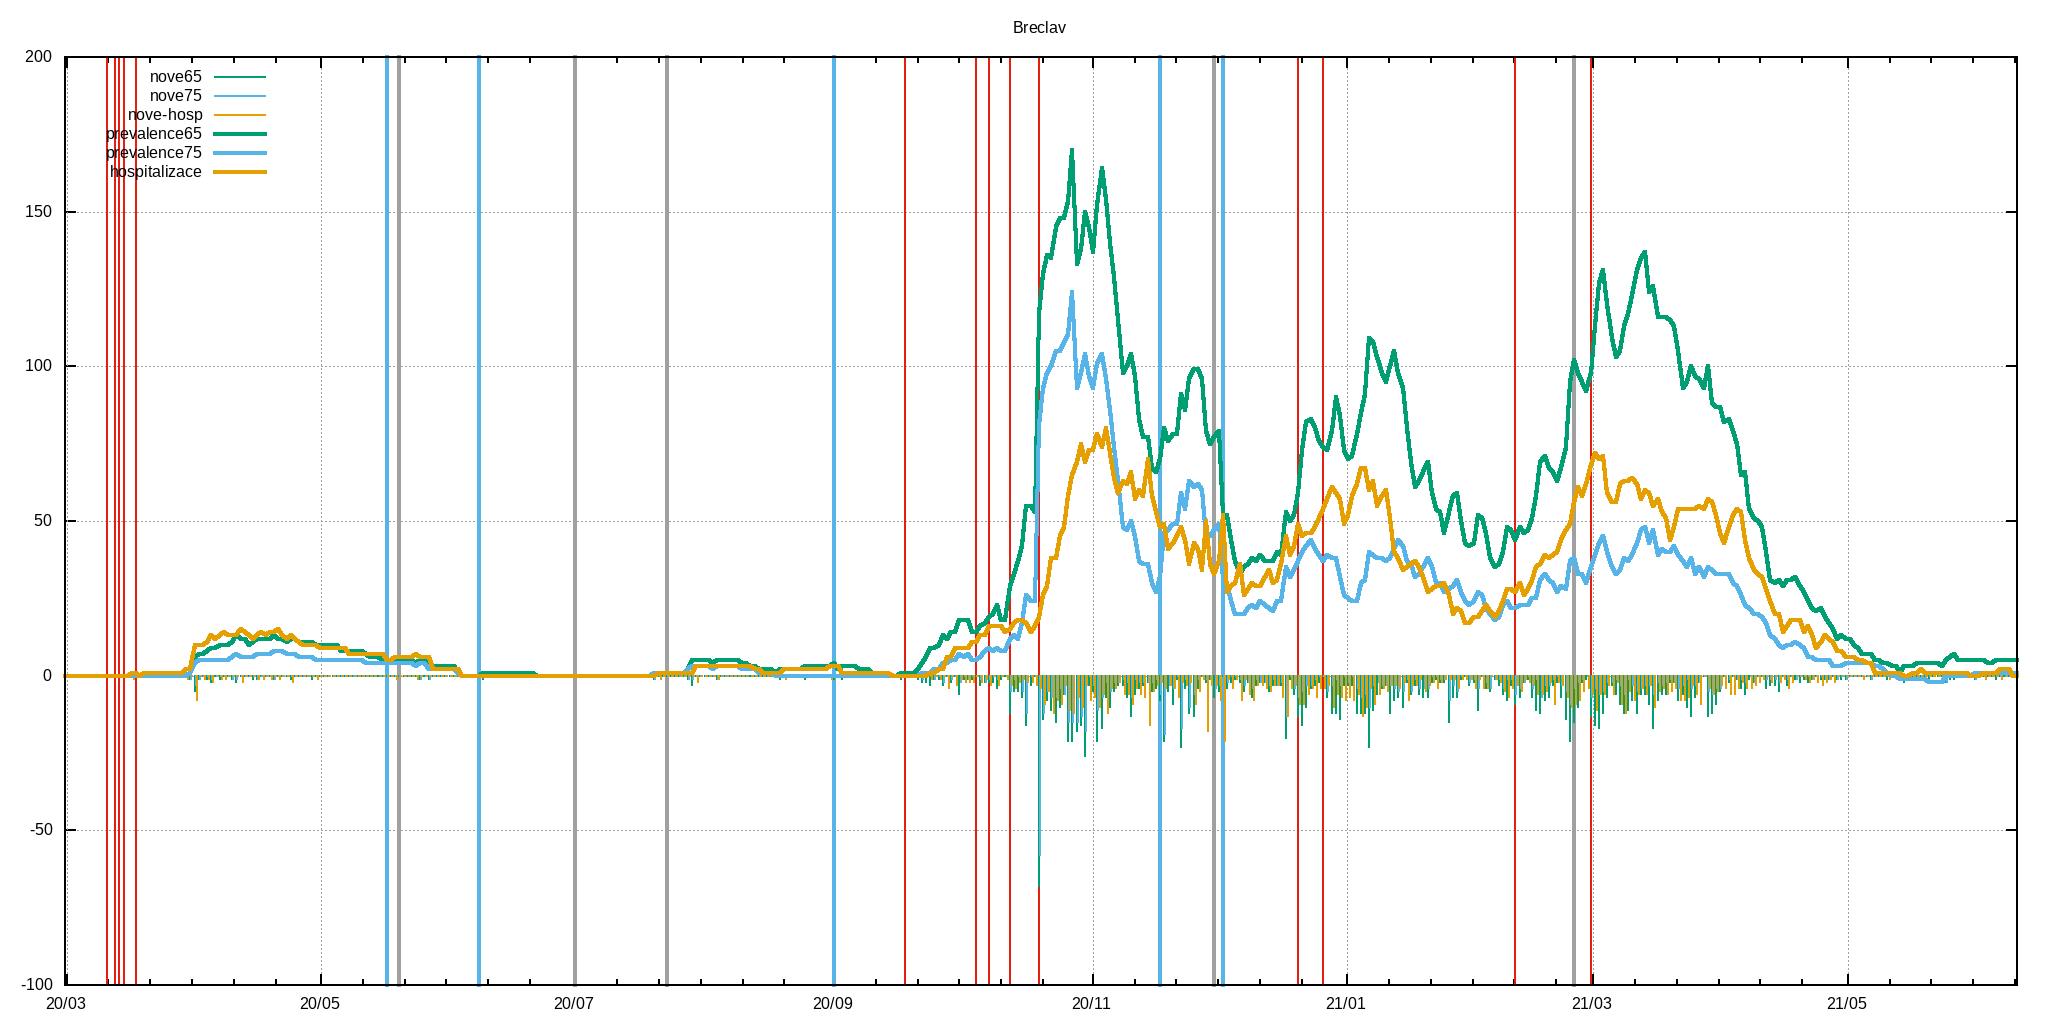 Breclav
200
nove65
nove75
nove-hosp
prevalence65
prevalence75
hospitalizace
150
100
50
0
-50
-100
20/03 20/05 20/07 20/09 20/11 21/01 21/03 21/05